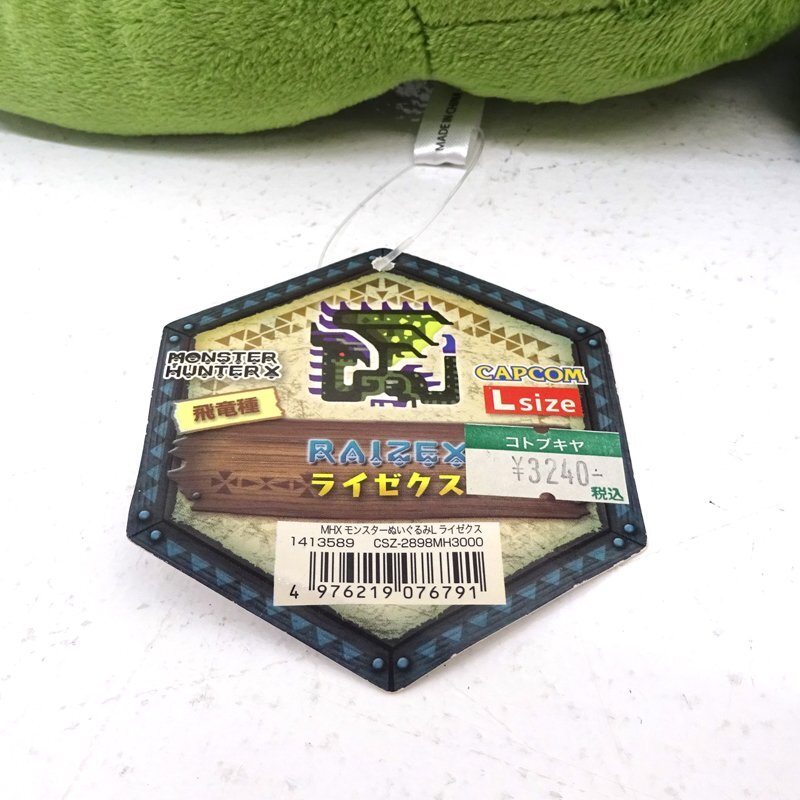 MADE IN CHINA
MONSTER
HUNTER X
CAPCOM
L size
飛竜種
RAIZEX
ライゼクス
コトブキヤ
¥3240-
税込
MHX モンスターぬいぐるみL ライゼクス
1413589 CSZ-2898MH3000
4 976219 076791